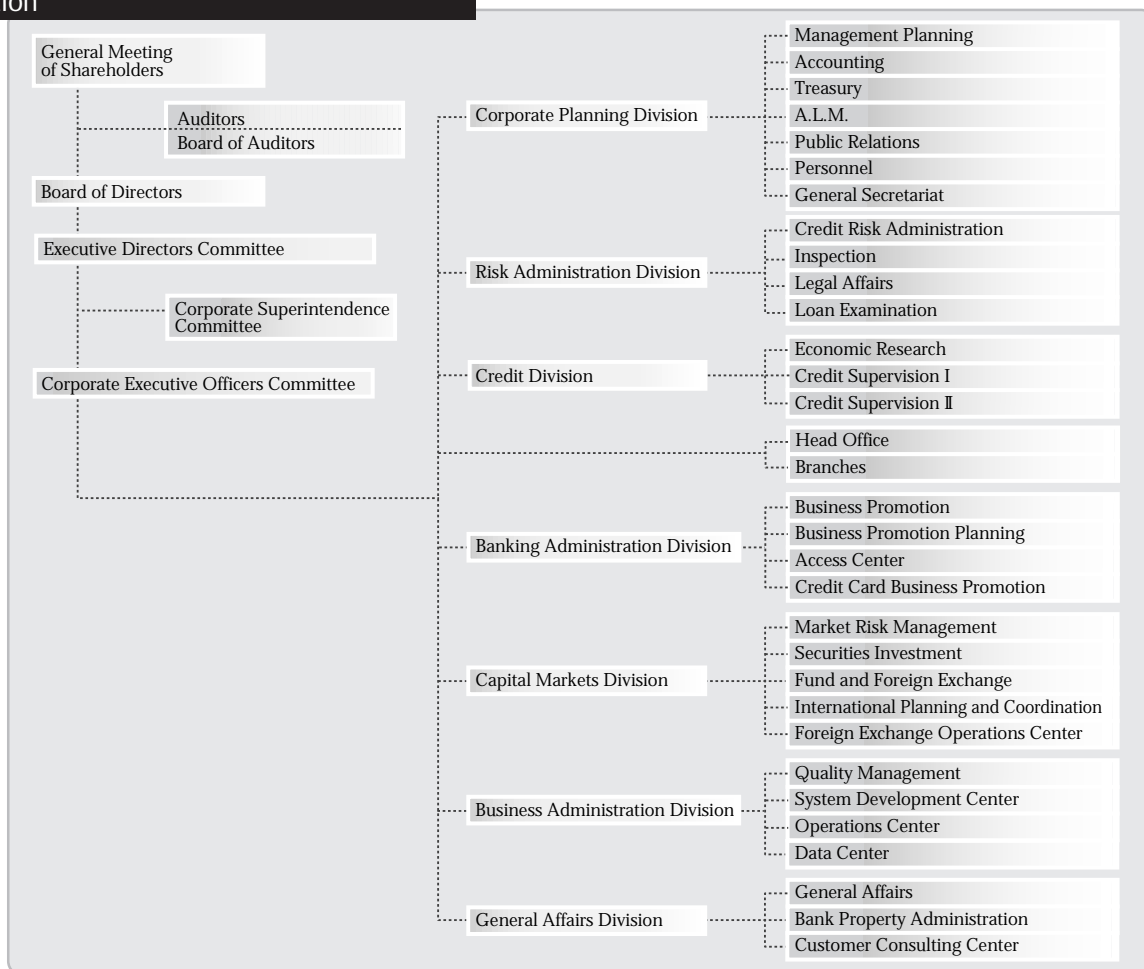 General Meeting
of Shareholders
Auditors
Board of Auditors
Board of Directors
Executive Directors Committee
Corporate Superintendence
Committee
Corporate Executive Officers Committee
Corporate Planning Division
Management Planning
Accounting
Treasury
A.L.M.
Public Relations
Personnel
General Secretariat
Risk Administration Division
Credit Risk Administration
Inspection
Legal Affairs
Loan Examination
Credit Division
Economic Research
Credit Supervision I
Credit Supervision Ⅱ
Head Office
Branches
Banking Administration Division
Business Promotion
Business Promotion Planning
Access Center
Credit Card Business Promotion
Capital Markets Division
Market Risk Management
Securities Investment
Fund and Foreign Exchange
International Planning and Coordination
Foreign Exchange Operations Center
Business Administration Division
Quality Management
System Development Center
Operations Center
Data Center
General Affairs Division
General Affairs
Bank Property Administration
Customer Consulting Center